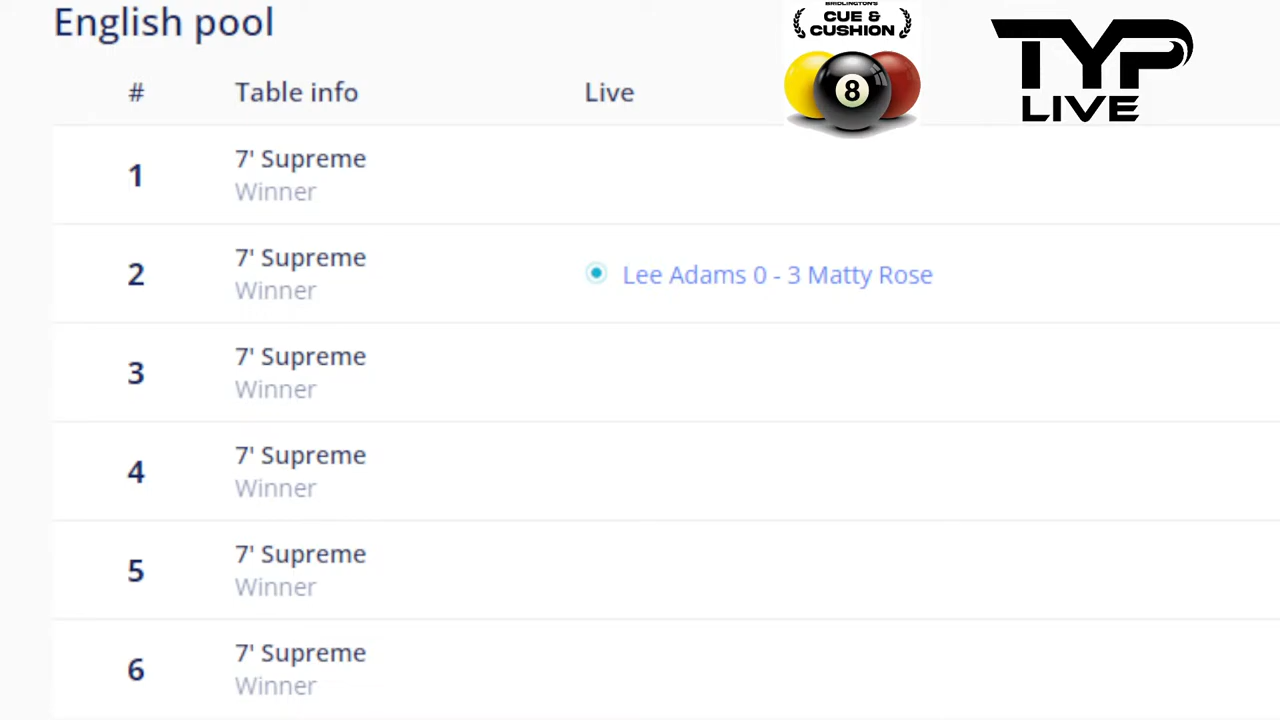 English pool
BRIDLINGTON'S
CUE &
CUSHION
8
TYP
LIVE
# Table info Live
1 7' Supreme
Winner
2 7' Supreme
Winner
Lee Adams 0 - 3 Matty Rose
3 7' Supreme
Winner
4 7' Supreme
Winner
5 7' Supreme
Winner
6 7' Supreme
Winner